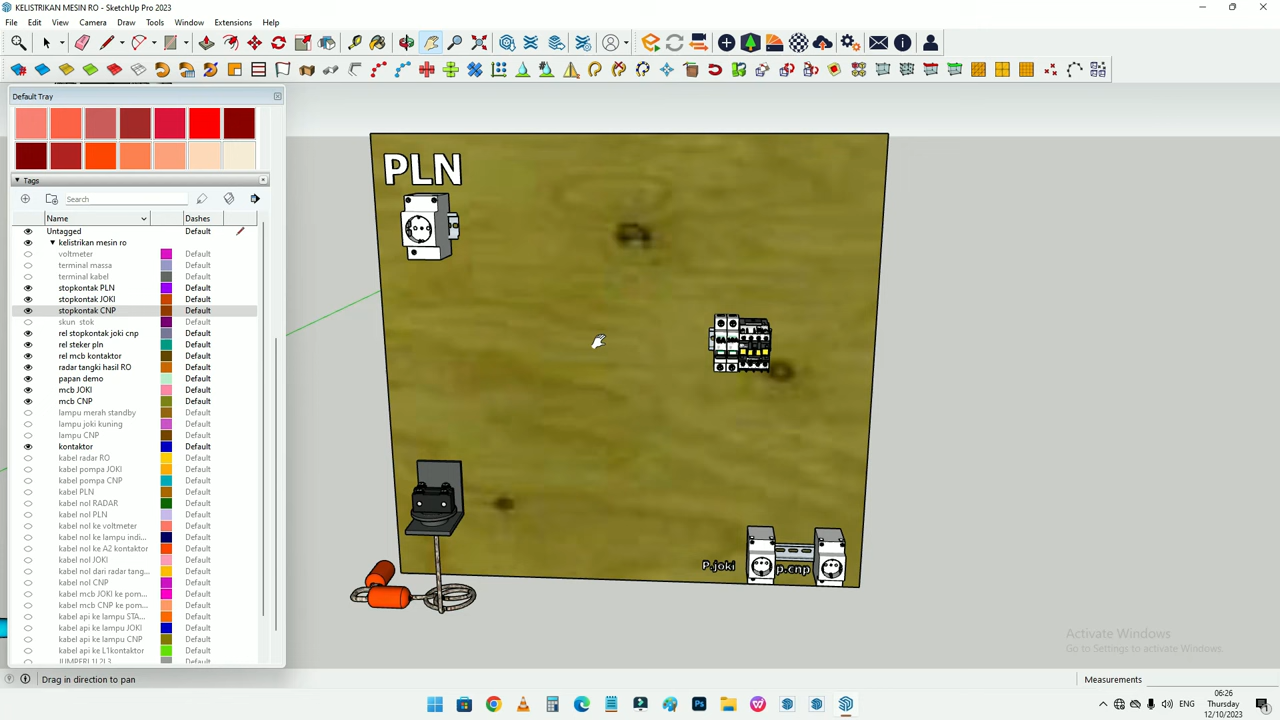 KELISTRIKAN MESIN RO - SketchUp Pro 2023
File Edit View Camera Draw Tools Window Extensions Help
Default Tray
Tags
Search
Name Dashes
Untagged Default
kelistrikan mesin ro
voltmeter Default
terminal massa Default
terminal kabel Default
stopkontak PLN Default
stopkontak JOKI Default
stopkontak CNP Default
skun stok Default
rel stopkontak joki cnp Default
rel steker pln Default
rel mcb kontaktor Default
radar tangki hasil RO Default
papan demo Default
mcb JOKI Default
mcb CNP Default
lampu merah standby Default
lampu joki kuning Default
lampu CNP Default
kontaktor Default
kabel radar RO Default
kabel pompa JOKI Default
kabel pompa CNP Default
kabel PLN Default
kabel nol RADAR Default
kabel nol PLN Default
kabel nol ke voltmeter Default
kabel nol ke lampu indi... Default
kabel nol ke A2 kontaktor Default
kabel nol JOKI Default
kabel nol dari radar tang... Default
kabel nol CNP Default
kabel mcb JOKI ke pom... Default
kabel mcb CNP ke pom... Default
kabel api ke lampu STA... Default
kabel api ke lampu JOKI Default
kabel api ke lampu CNP Default
kabel api ke L1kontaktor Default
JUMPERL1L2L3 Default
PLN
P.joki
p.cnp
Activate Windows
Go to Settings to activate Windows.
Drag in direction to pan
Measurements
ENG
06:26
Thursday
12/10/2023